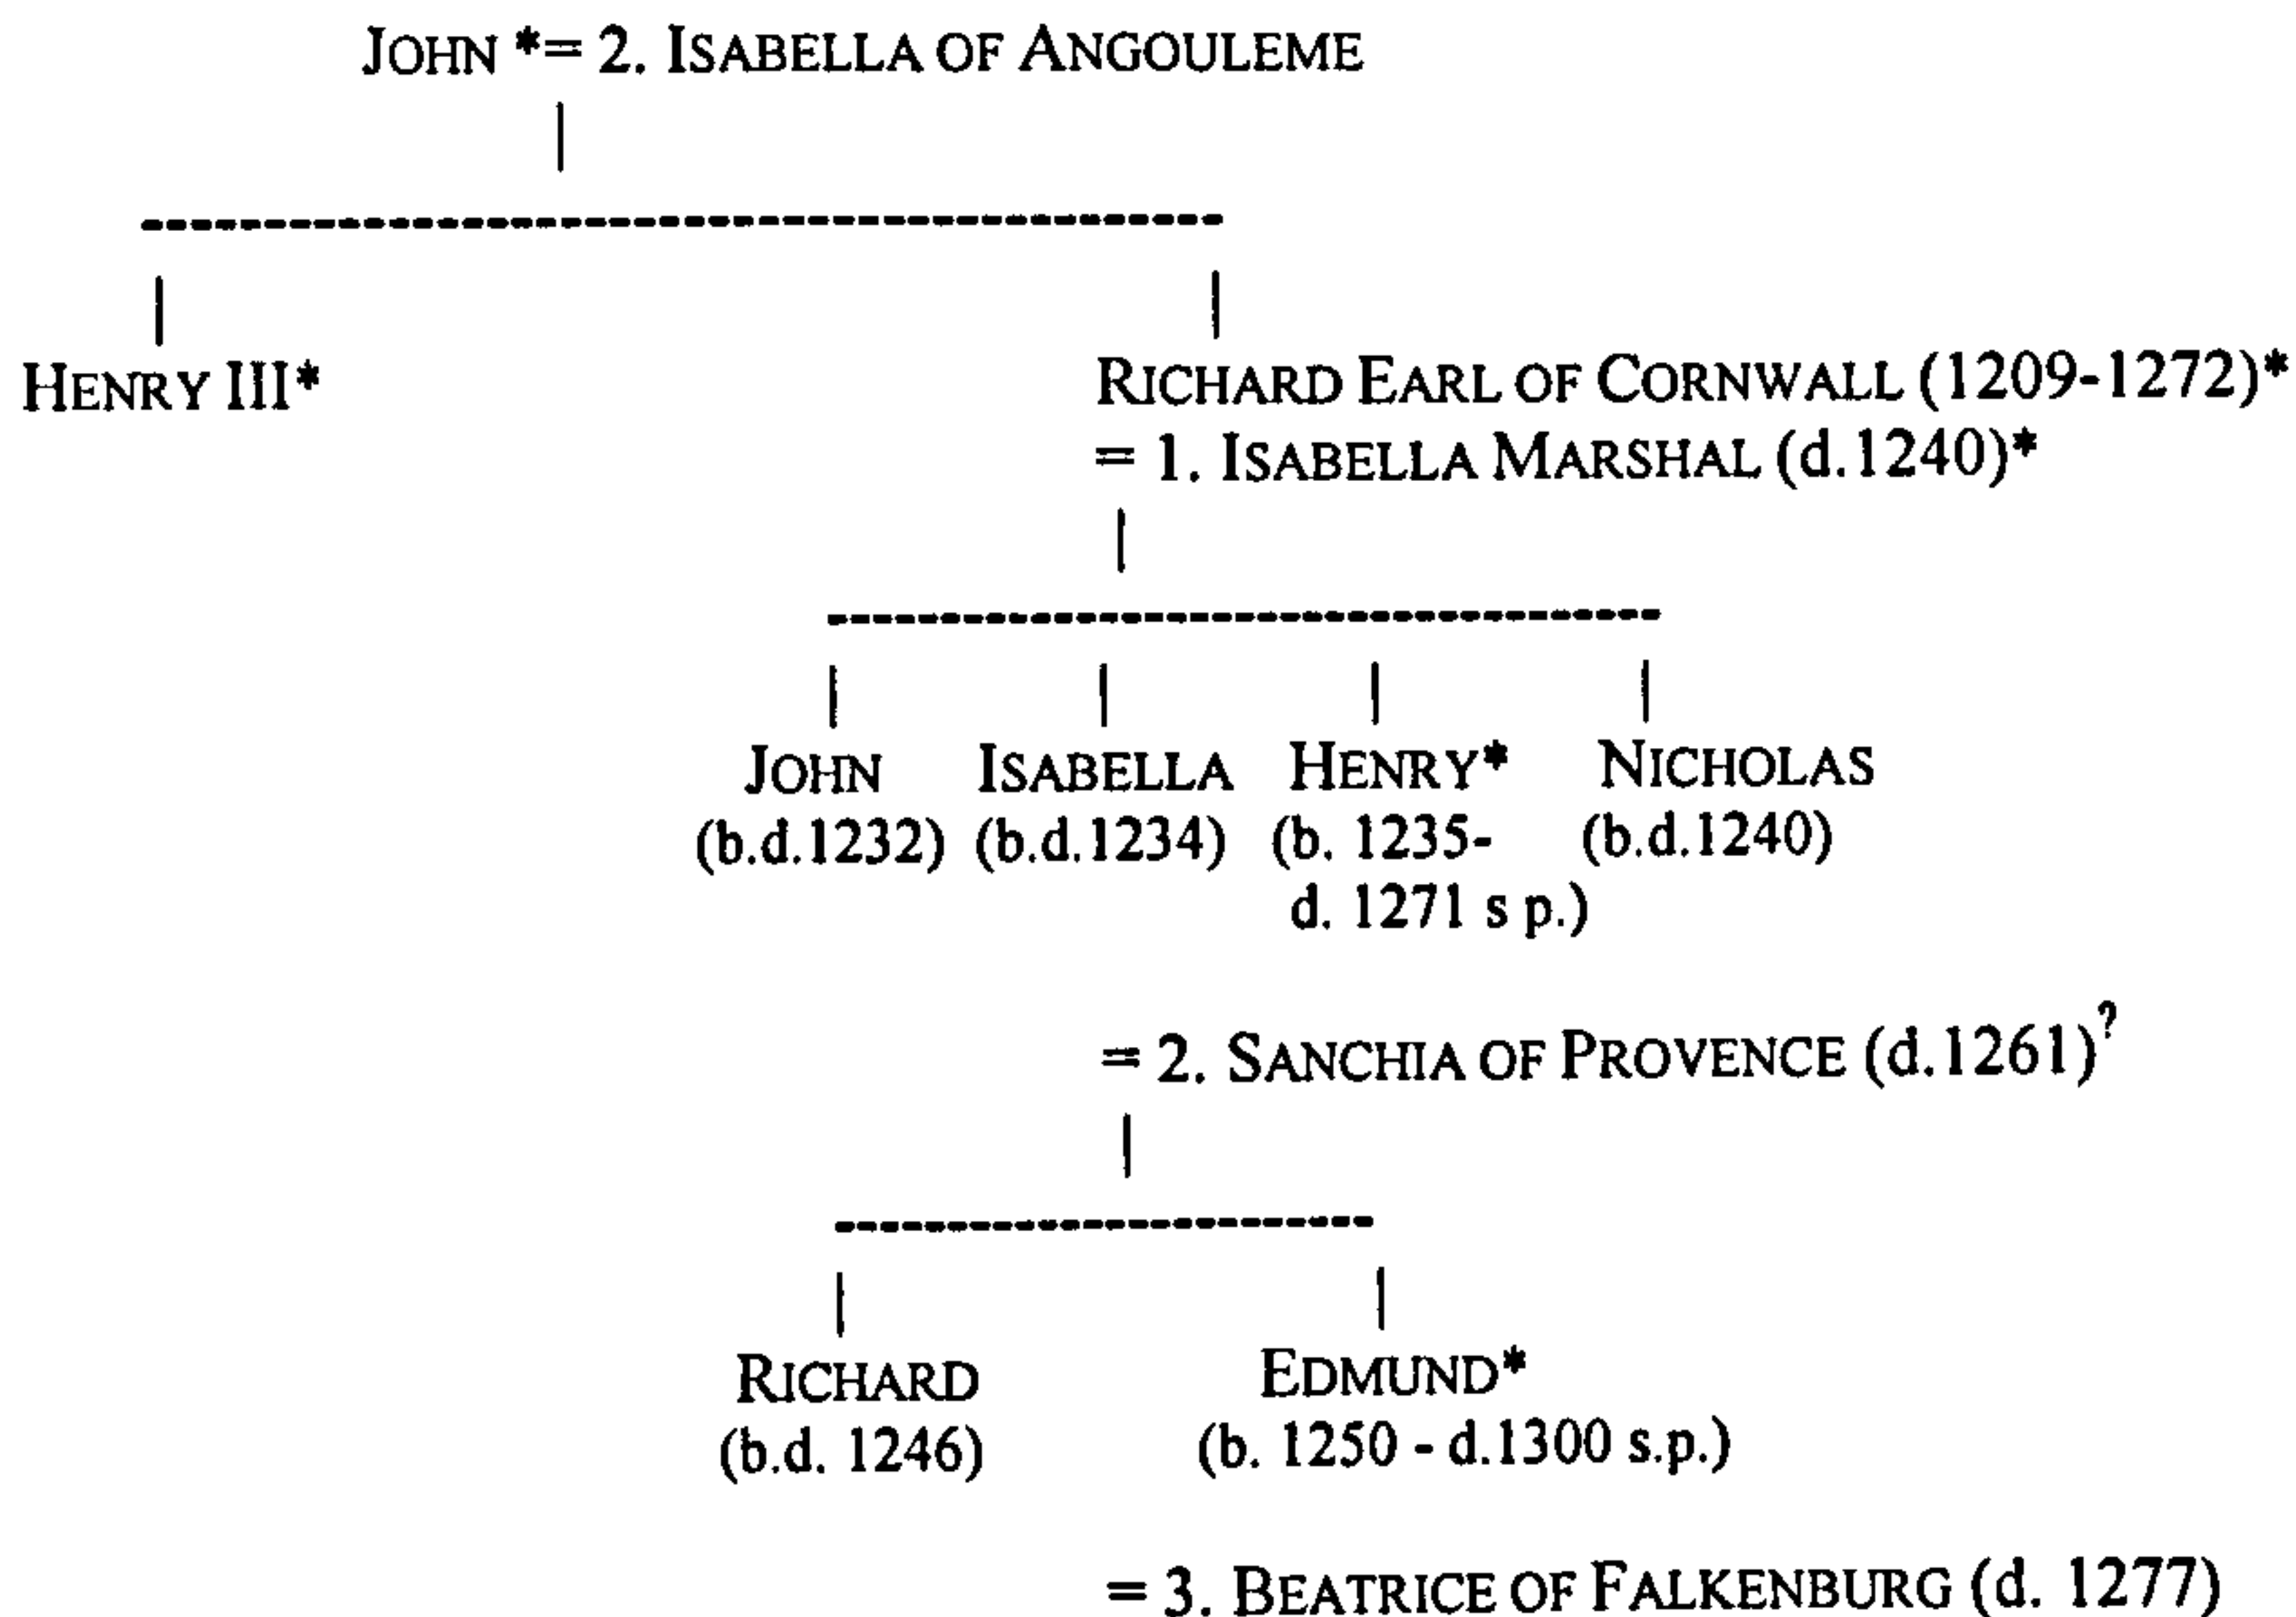 JOHN *= 2. ISABELLA OF ANGOULEME
HENRY III*
RICHARD EARL OF CORNWALL (1209-1272)*
= 1. ISABELLA MARSHAL (d.1240)*
JOHN ISABELLA HENRY* NICHOLAS
(b.d.1232) (b.d.1234) (b. 1235- (b.d.1240)
d. 1271 s p.)
= 2. SANCHIA OF PROVENCE (d.1261)?
RICHARD EDMUND*
(b.d. 1246) (b. 1250 - d.1300 s.p.)
= 3. BEATRICE OF FALKENBURG (d. 1277)